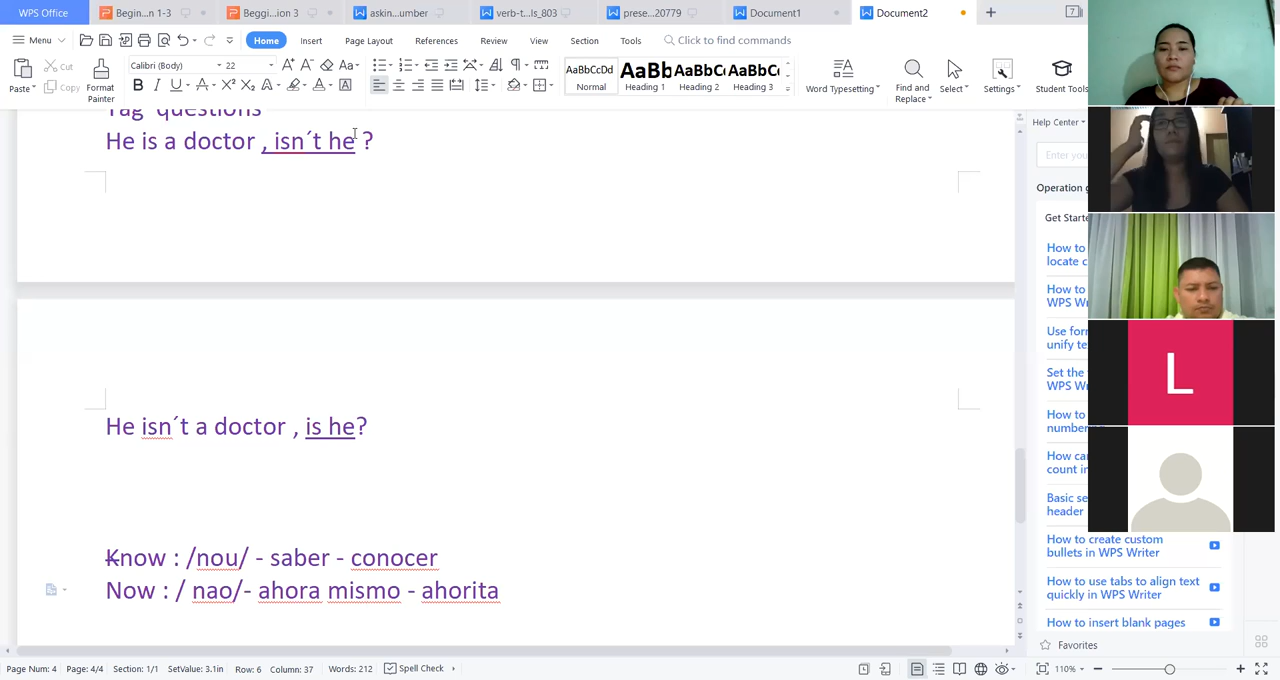 WPS Office
Begin...n 1-3
Beggi...ion 3
askin...umber
verb-t...ls_803
prese...20779
Document1
Document2
7
Menu
Home
Insert
Page Layout
References
Review
View
Section
Tools
Click to find commands
Paste
Cut
Copy
Format Painter
Calibri (Body)
22
AaBbCcDd
Normal
AaBb
Heading 1
AaBbCc
Heading 2
AaBbCc
Heading 3
Word Typesetting
Find and Replace
Select
Settings
Student Tools
Tag questions
He is a doctor , isn´t he ?
He isn´t a doctor , is he?
Know : /nou/ - saber - conocer
Now : / nao/- ahora mismo - ahorita
Help Center
Enter you
Operation g
Get Starte
How to
locate c
How to
WPS Wr
Use for
unify te
Set the
WPS Wr
How to
number
How car
count in
Basic se
header
How to create custom
bullets in WPS Writer
How to use tabs to align text
quickly in WPS Writer
How to insert blank pages
Favorites
L
Page Num: 4
Page: 4/4
Section: 1/1
SetValue: 3.1in
Row: 6
Column: 37
Words: 212
Spell Check
110%